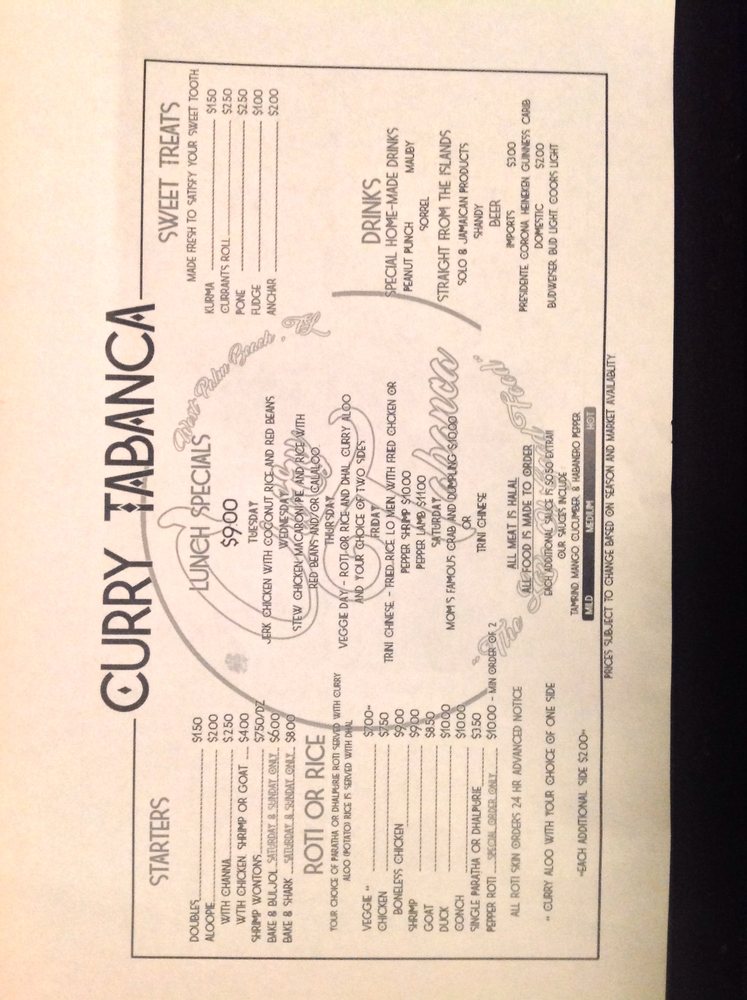 CURRY TABANCA
STARTERS
DOUBLES $1.50
ALOOPIE $2.00
WITH CHANNA $2.50
WTIH CHICKEN SHRIMP OR GOAT $4.00
SHRIMP WONTONS $7.50/DZ
BAKE & BULJOL SATURDAY & SUNDAY ONLY $6.00
BAKE & SHARK SATURDAY & SUNDAY ONLY $8.00
ROTI OR RICE
YOUR CHOICE OF PARATHA OR DHALPURIE ROTI SERVED WITH CURRY
ALOO (POTATO) RICE IS SERVED WITH DHAL
VEGGIE ** $7.00**
CHICKEN $7.50
BONELESS CHICKEN $9.00
SHRIMP $9.00
GOAT $8.50
DUCK $10.00
CONCH $10.00
SINGLE PARATHA OR DHALPURIE $3.50
PEPPER ROTI SPECIAL ORDER ONLY $10.00 - MIN ORDER OF 2
ALL ROTI SKIN ORDERS 24 HR ADVANCED NOTICE
** CURRY ALOO WITH YOUR CHOICE OF ONE SIDE
~EACH ADDITIONAL SIDE $2.00~
LUNCH SPECIALS
$9.00
TUESDAY
JERK CHICKEN WITH COCONUT RICE AND RED BEANS
WEDNESDAY
STEW CHICKEN MACARONI PIE AND RICE WITH
RED BEANS AND/OR CALALOO
THURSDAY
VEGGIE DAY - ROTI OR RICE AND DHAL CURRY ALOO
AND YOUR CHOICE OF TWO SIDES
FRIDAY
TRINI CHINESE - FRIED RICE LO MEIN WITH FRIED CHICKEN OR
PEPPER SHRIMP $10.00
PEPPER LAMB $11.00
SATURDAY
MOM'S FAMOUS CRAB AND DUMPLING $10.00
OR
TRINI CHINESE
ALL MEAT IS HALAL
ALL FOOD IS MADE TO ORDER
EACH ADDITIONAL SAUCE IS $0.50 EXTRA!!
OUR SAUCES INCLUDE
TAMRIND, MANGO CUCUMBER, & HABANERO PEPPER
MILD MEDIUM HOT
West Palm Beach, FL
Curry Tabanca
SWEET TREATS
MADE FRESH TO SATISFY YOUR SWEET TOOTH
KURMA $1.50
CURRANTS ROLL $2.50
PONE $2.50
FUDGE $1.00
ANCHAR $2.00
DRINKS
SPECIAL HOME-MADE DRINKS
PEANUT PUNCH MAUBY
SORREL
STRAIGHT FROM THE ISLANDS
SOLO & JAMAICAN PRODUCTS
SHANDY
BEER
IMPORTS $3.00
PRESIDENTE CORONA HEINEKEN GUINNESS CARIB
DOMESTIC $2.00
BUDWEISER BUD LIGHT COORS LIGHT
PRICES SUBJECT TO CHANGE BASED ON SEASON AND MARKET AVAILABLITY